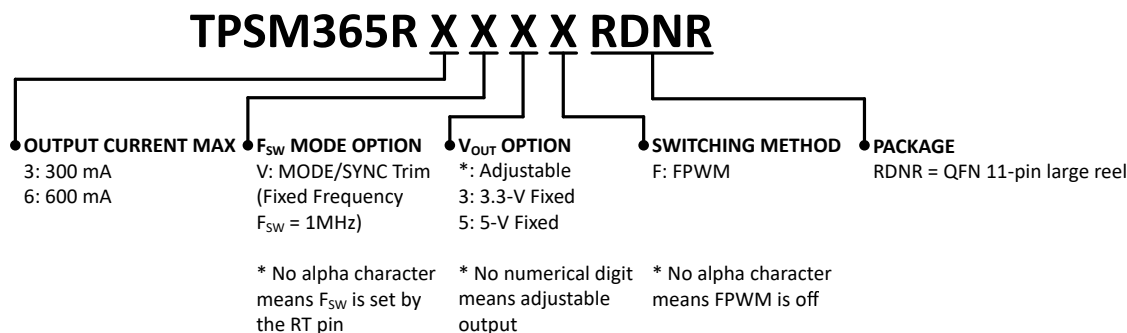 TPSM365R X X X X RDNR
OUTPUT CURRENT MAX
3: 300 mA
6: 600 mA
FSW MODE OPTION
V: MODE/SYNC Trim
(Fixed Frequency
FSW = 1MHz)
* No alpha character
means FSW is set by
the RT pin
VOUT OPTION
*: Adjustable
3: 3.3-V Fixed
5: 5-V Fixed
* No numerical digit
means adjustable
output
SWITCHING METHOD
F: FPWM
* No alpha character
means FPWM is off
PACKAGE
RDNR = QFN 11-pin large reel